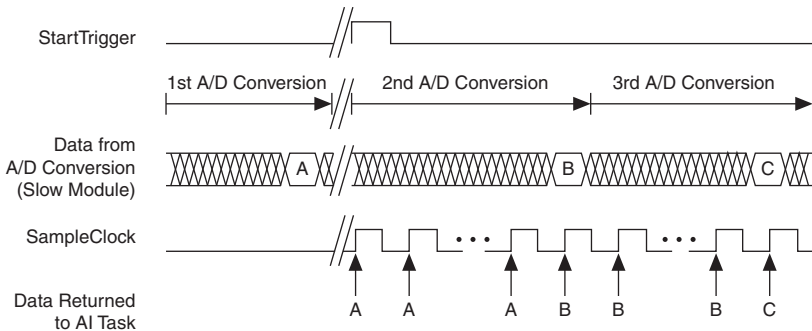 StartTrigger
1st A/D Conversion 2nd A/D Conversion 3rd A/D Conversion
Data from
A/D Conversion
(Slow Module)
A B C
SampleClock
Data Returned
to AI Task
A A A B B B C